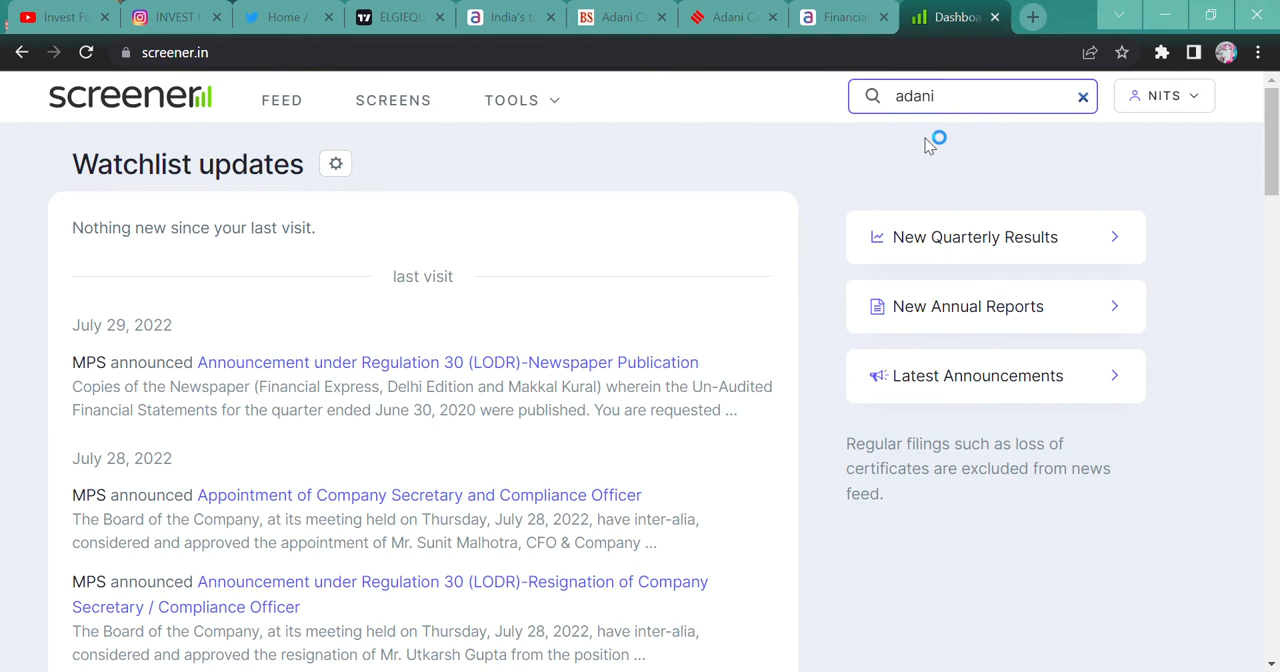 Invest Fo
INVEST F
Home /
ELGIEQU
India's to
Adani Ca
Adani Ca
Financial
Dashboa
screener.in
screener
FEED
SCREENS
TOOLS
adani
NITS
Watchlist updates
Nothing new since your last visit.
last visit
July 29, 2022
MPS announced Announcement under Regulation 30 (LODR)-Newspaper Publication
Copies of the Newspaper (Financial Express, Delhi Edition and Makkal Kural) wherein the Un-Audited
Financial Statements for the quarter ended June 30, 2020 were published. You are requested ...
July 28, 2022
MPS announced Appointment of Company Secretary and Compliance Officer
The Board of the Company, at its meeting held on Thursday, July 28, 2022, have inter-alia,
considered and approved the appointment of Mr. Sunit Malhotra, CFO & Company ...
MPS announced Announcement under Regulation 30 (LODR)-Resignation of Company
Secretary / Compliance Officer
The Board of the Company, at its meeting held on Thursday, July 28, 2022, have inter-alia,
considered and approved the resignation of Mr. Utkarsh Gupta from the position ...
New Quarterly Results
New Annual Reports
Latest Announcements
Regular filings such as loss of
certificates are excluded from news
feed.